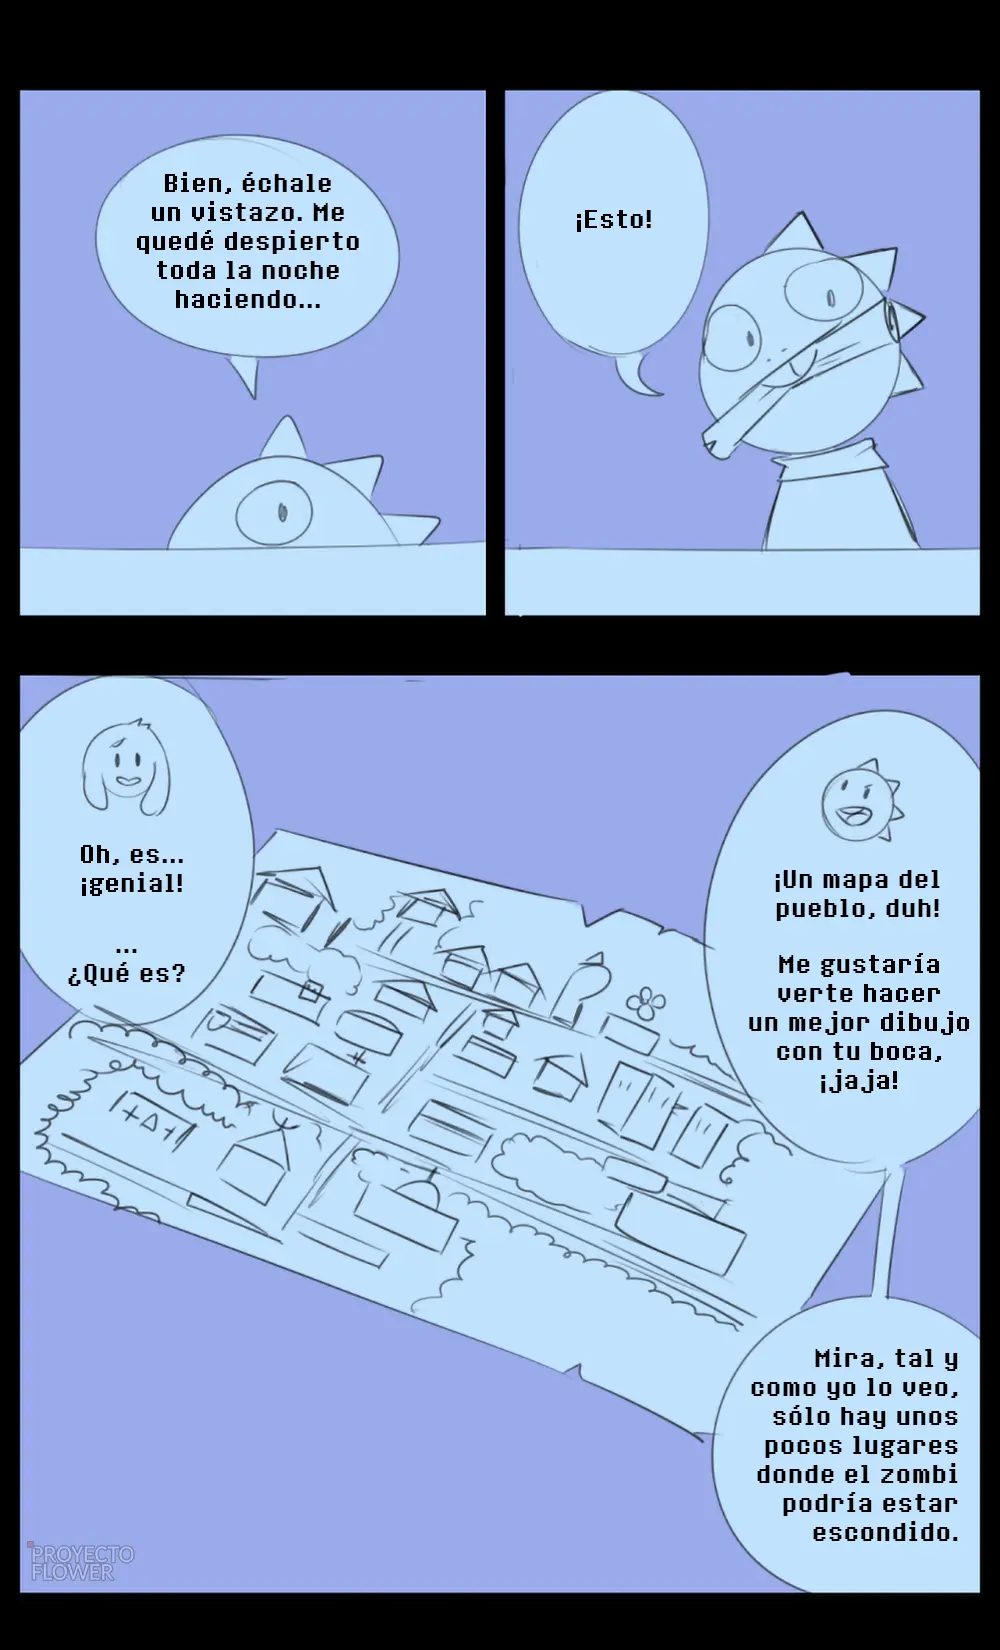 Bien, échale
un vistazo. Me
quedé despierto
toda la noche
haciendo...
¡Esto!
Oh, es...
¡genial!
...
¿Qué es?
¡Un mapa del
pueblo, duh!
Me gustaría
verte hacer
un mejor dibujo
con tu boca,
¡jaja!
Mira, tal y
como yo lo veo,
sólo hay unos
pocos lugares
donde el zombi
podría estar
escondido.
PROYECTO
FLOWER